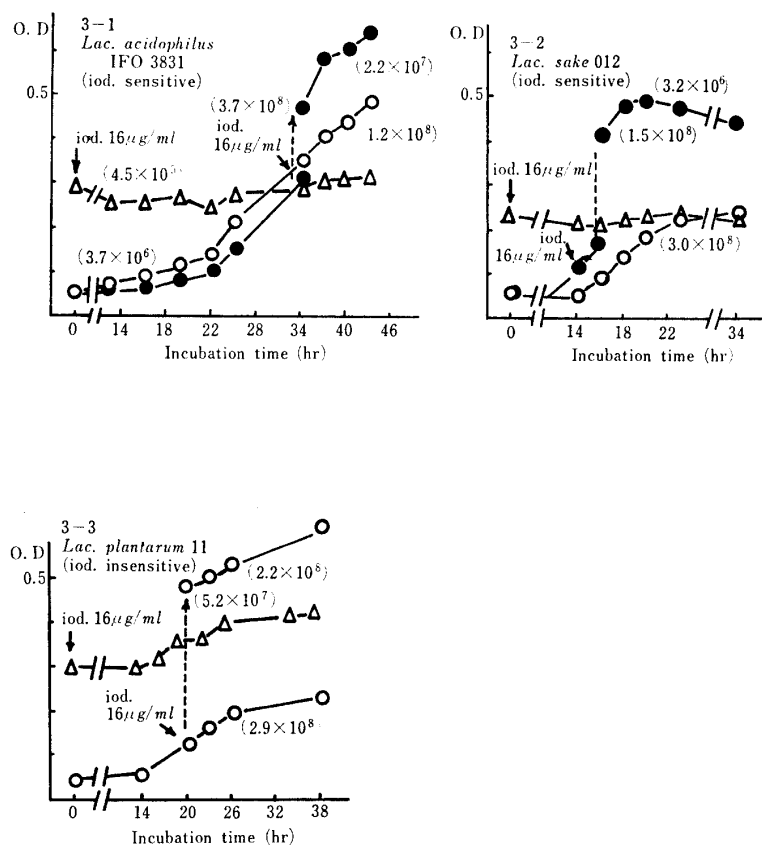 3-1
Lac. acidophilus
IFO 3831
(iod. sensitive)
O. D
0.5
iod. 16μg/ml
(4.5×10
(3.7×10⁶)
(3.7×10⁸)
iod.
16μg/ml
(2.2×10⁷)
1.2×10⁸)
0 14 22 28 34 40 46
Incubation time (hr)
3-2
Lac. sake 012
(iod. sensitive)
O. D
0.5
iod. 16μg/ml
iod.
16μg/ml
(3.2×10⁶)
(1.5×10⁸)
(3.0×10⁸)
0 14 18 22 34
Incubation time (hr)
3-3
Lac. plantarum 11
(iod. insensitive)
O. D
0.5
iod. 16μg/ml
iod.
16μg/ml
(2.2×10⁸)
(5.2×10⁷)
(2.9×10⁸)
0 14 20 26 32 38
Incubation time (hr)